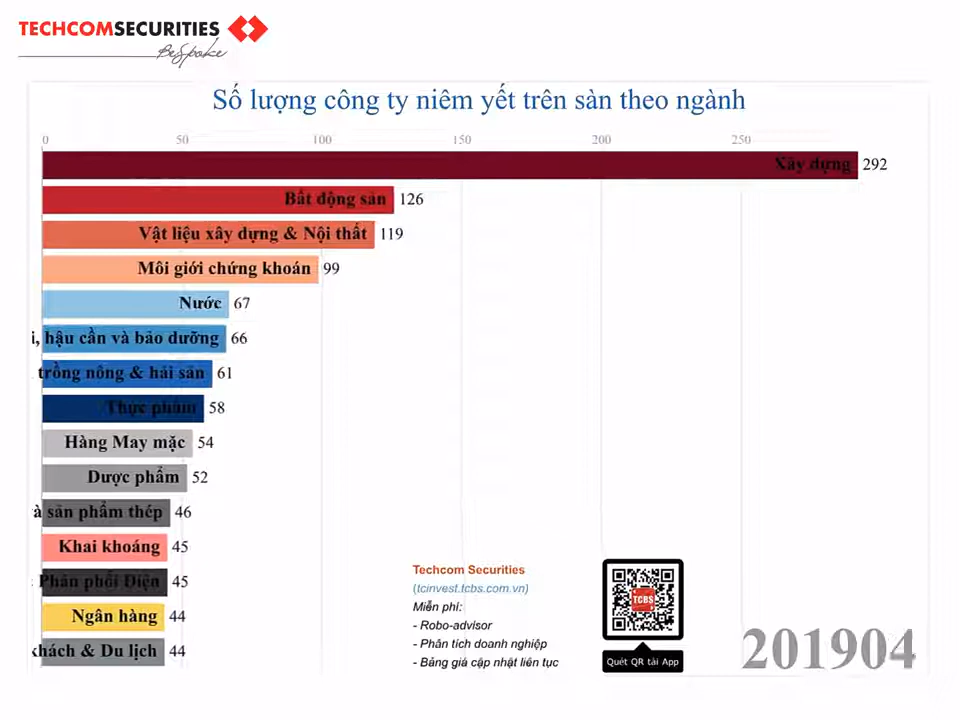 TECHCOMSECURITIES
BeSpoke
Số lượng công ty niêm yết trên sàn theo ngành
0 50 100 150 200 250
Xây dựng 292
Bất động sản 126
Vật liệu xây dựng & Nội thất 119
Môi giới chứng khoán 99
Nước 67
i, hậu cần và bảo dưỡng 66
trồng nông & hải sản 61
Thực phẩm 58
Hàng May mặc 54
Dược phẩm 52
à sản phẩm thép 46
Khai khoáng 45
Phân phối Điện 45
Ngân hàng 44
khách & Du lịch 44
Techcom Securities
(tcinvest.tcbs.com.vn)
Miễn phí:
- Robo-advisor
- Phân tích doanh nghiệp
- Bảng giá cập nhật liên tục
TCBS
Quét QR tải App
201904